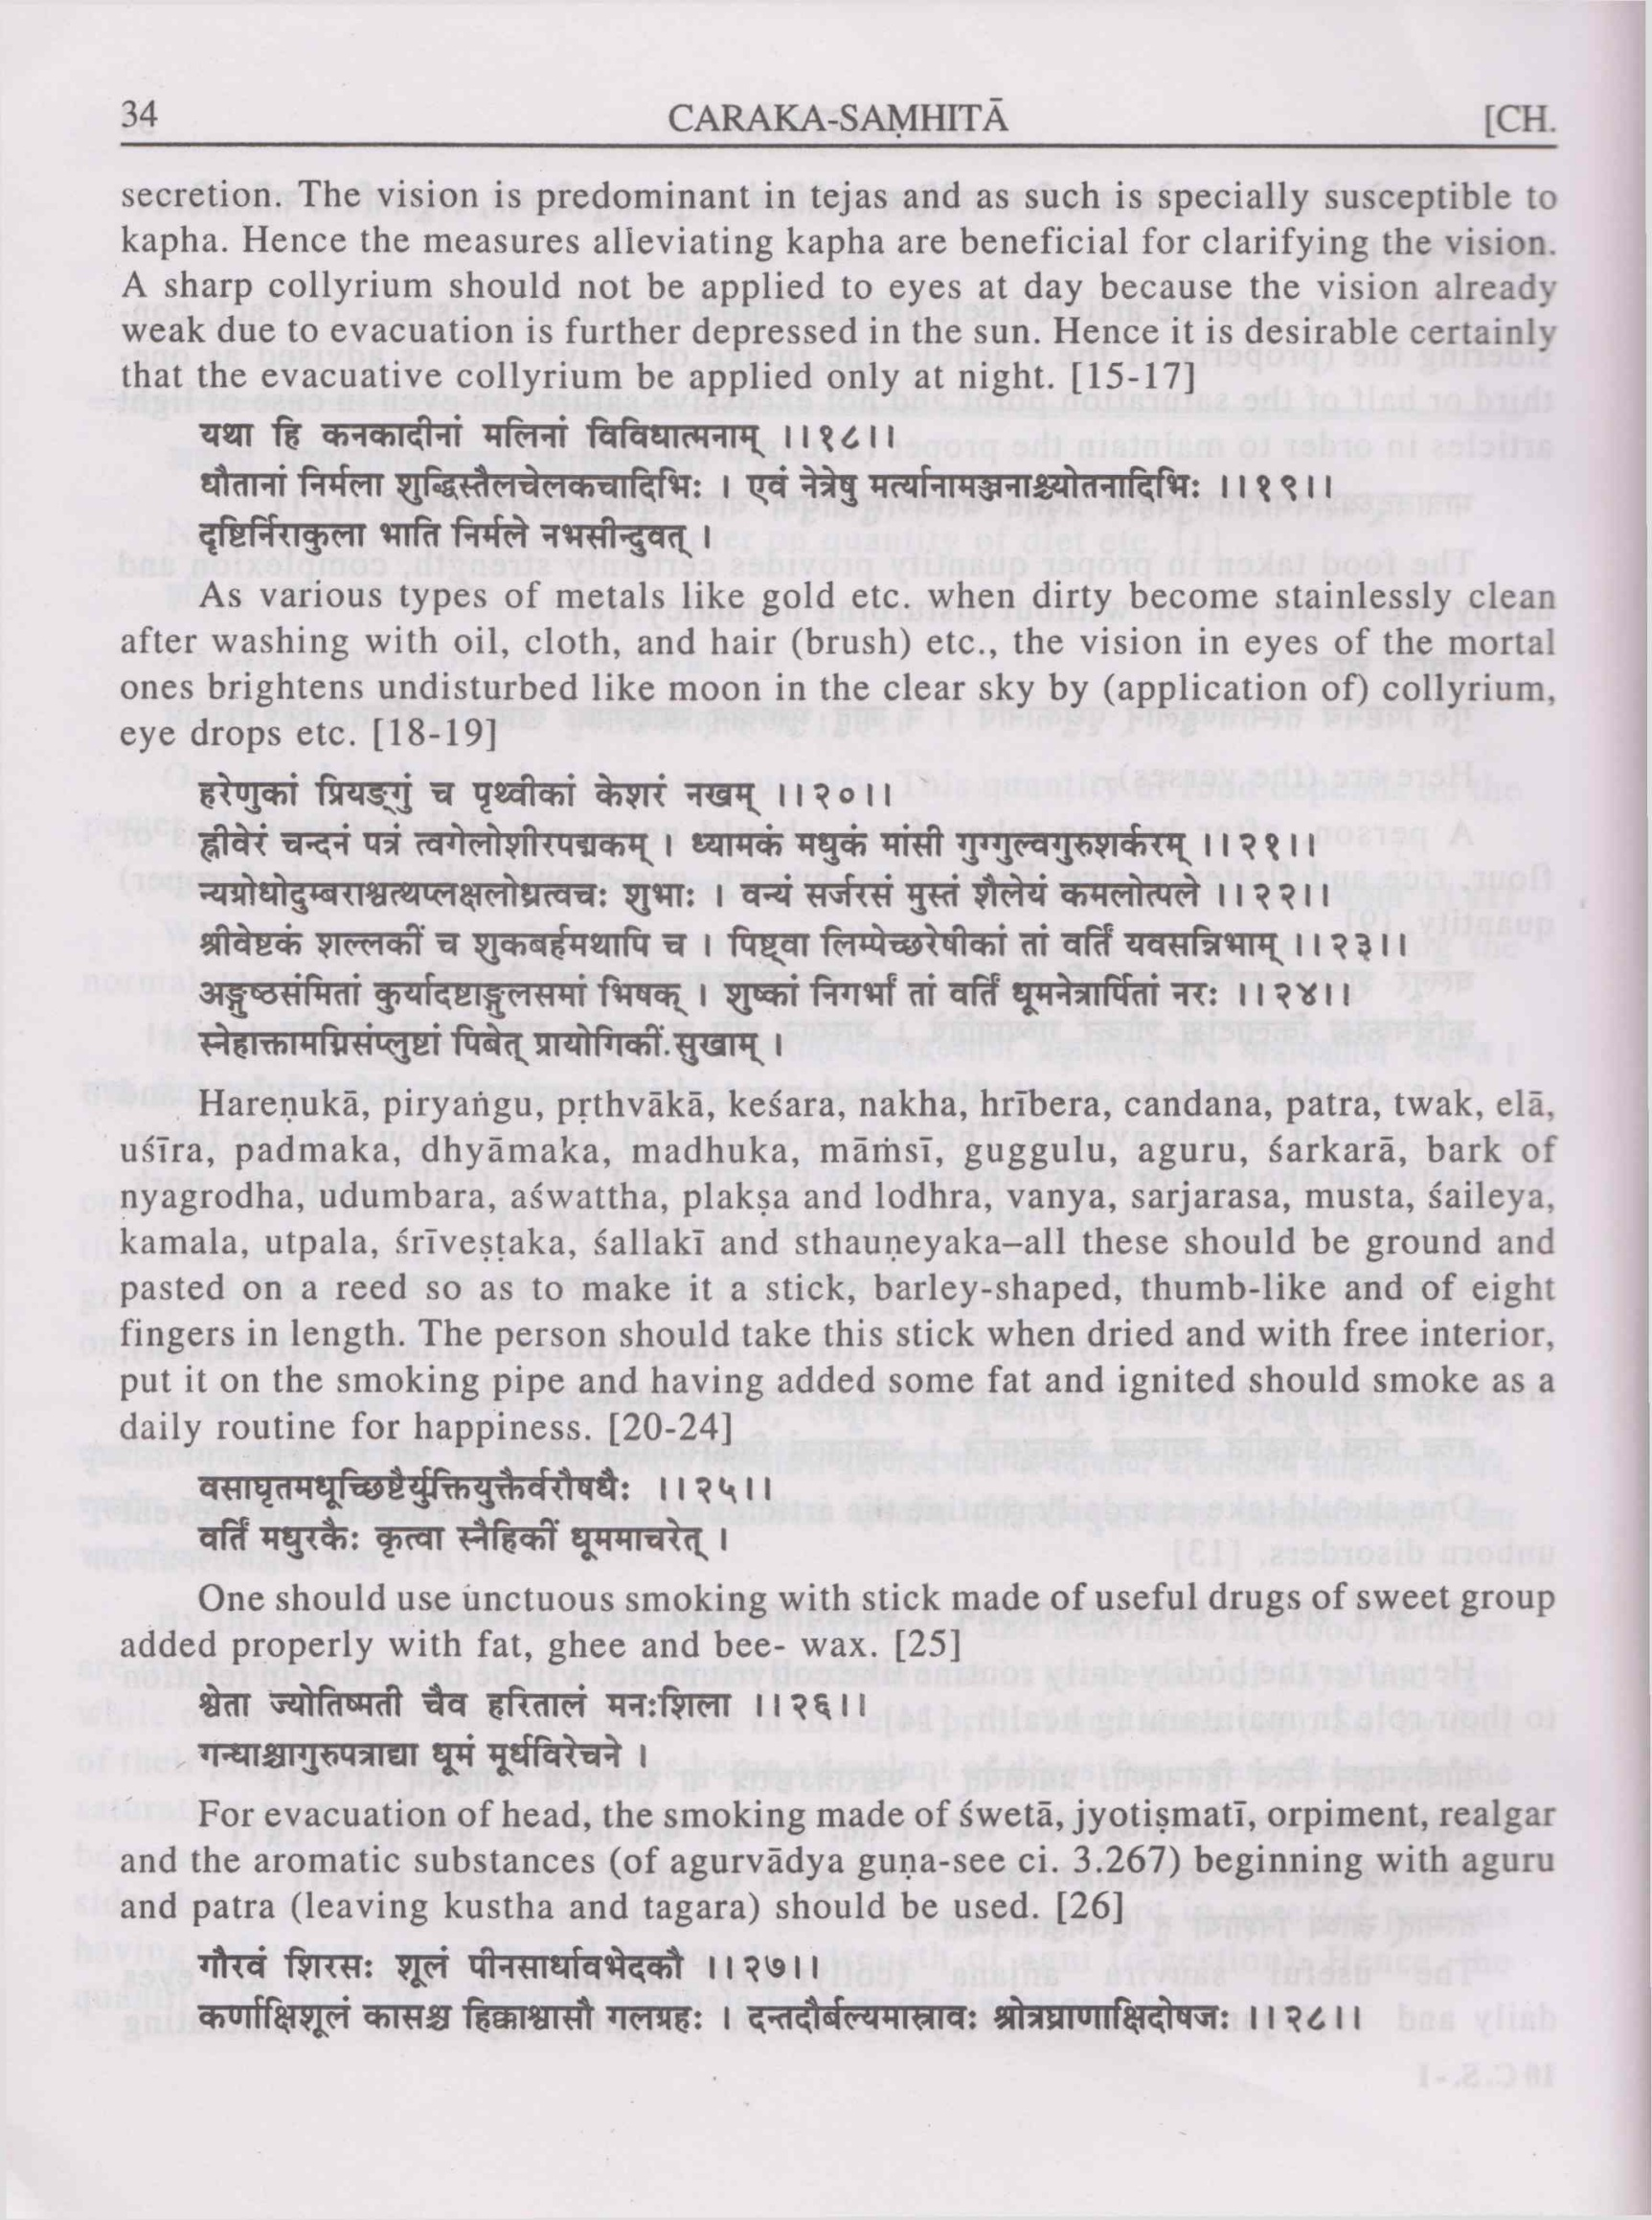 34 CARAKA-SAṂHITĀ [CH.
secretion. The vision is predominant in tejas and as such is specially susceptible to
kapha. Hence the measures alleviating kapha are beneficial for clarifying the vision.
A sharp collyrium should not be applied to eyes at day because the vision already
weak due to evacuation is further depressed in the sun. Hence it is desirable certainly
that the evacuative collyrium be applied only at night. [15-17]
यथा हि कनकादीनां मलिनां विविधात्मनाम् ।।१८।।
धौतानां निर्मला शुद्धिस्तैलचेलकचादिभिः । एवं नेत्रेषु मर्त्यानामञ्जनाश्च्योतनादिभिः ।।१९।।
दृष्टिर्निराकुला भाति निर्मले नभसीन्दुवत् ।
As various types of metals like gold etc. when dirty become stainlessly clean
after washing with oil, cloth, and hair (brush) etc., the vision in eyes of the mortal
ones brightens undisturbed like moon in the clear sky by (application of) collyrium,
eye drops etc. [18-19]
हरेणुकां प्रियङ्गुं च पृथ्वीकां केशरं नखम् ।।२०।।
ह्रीवेरं चन्दनं पत्रं त्वगेलोशीरपद्मकम् । ध्यामकं मधुकं मांसी गुग्गुल्वगुरुशर्करम् ।।२१।।
न्यग्रोधोदुम्बराश्वत्थप्लक्षलोध्रत्वचः शुभाः । वन्यं सर्जरसं मुस्तं शैलेयं कमलोत्पले ।।२२।।
श्रीवेष्टकं शल्लकीं च शुकबर्हमथापि च । पिष्ट्वा लिम्पेच्छरेषीकां तां वर्तिं यवसन्निभाम् ।।२३।।
अङ्गुष्ठसंमितां कुर्यादष्टाङ्गुलसमां भिषक् । शुष्कां निगर्भां तां वर्तिं धूमनेत्रार्पितां नरः ।।२४।।
स्नेहाक्तामग्निसंप्लुष्टां पिबेत् प्रायोगिकीं.सुखाम् ।
Hareṇukā, piryaṅgu, pṛthvākā, keśara, nakha, hrībera, candana, patra, twak, elā,
uśīra, padmaka, dhyāmaka, madhuka, māṁsī, guggulu, aguru, śarkarā, bark of
nyagrodha, udumbara, aśwattha, plakṣa and lodhra, vanya, sarjarasa, musta, śaileya,
kamala, utpala, śrīveṣṭaka, śallakī and sthauṇeyaka–all these should be ground and
pasted on a reed so as to make it a stick, barley-shaped, thumb-like and of eight
fingers in length. The person should take this stick when dried and with free interior,
put it on the smoking pipe and having added some fat and ignited should smoke as a
daily routine for happiness. [20-24]
वसाघृतमधूच्छिष्टैर्युक्तियुक्तैर्वरौषधैः ।।२५।।
वर्तिं मधुरकैः कृत्वा स्नैहिकीं धूममाचरेत् ।
One should use unctuous smoking with stick made of useful drugs of sweet group
added properly with fat, ghee and bee- wax. [25]
श्वेता ज्योतिष्मती चैव हरितालं मनःशिला ।।२६।।
गन्धाश्चागुरुपत्राद्या धूमं मूर्धविरेचने ।
For evacuation of head, the smoking made of śwetā, jyotiṣmatī, orpiment, realgar
and the aromatic substances (of agurvādya guṇa-see ci. 3.267) beginning with aguru
and patra (leaving kustha and tagara) should be used. [26]
गौरवं शिरसः शूलं पीनसार्धावभेदकौ ।।२७।।
कर्णाक्षिशूलं कासश्च हिक्काश्वासौ गलग्रहः । दन्तदौर्बल्यमास्रावः श्रोत्रघ्राणाक्षिदोषजः ।।२८।।